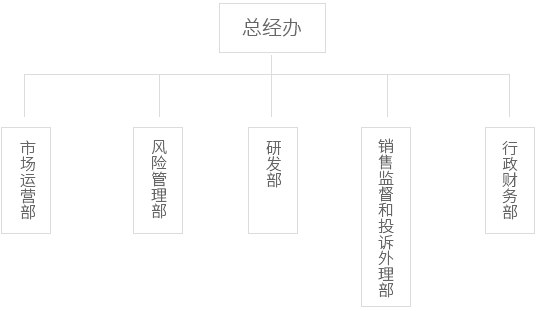 总经办
市场运营部
风险管理部
研发部
销售监督和投诉外理部
行政财务部